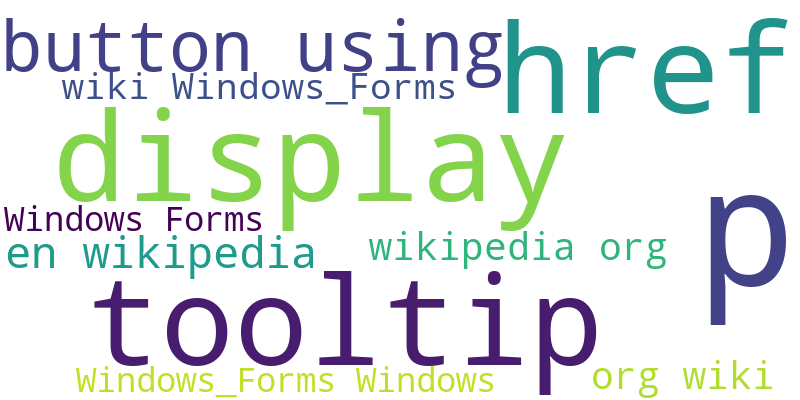 button using
href
wiki Windows_Forms
display
p
Windows Forms
en wikipedia
wikipedia org
tooltip
Windows_Forms Windows
org wiki